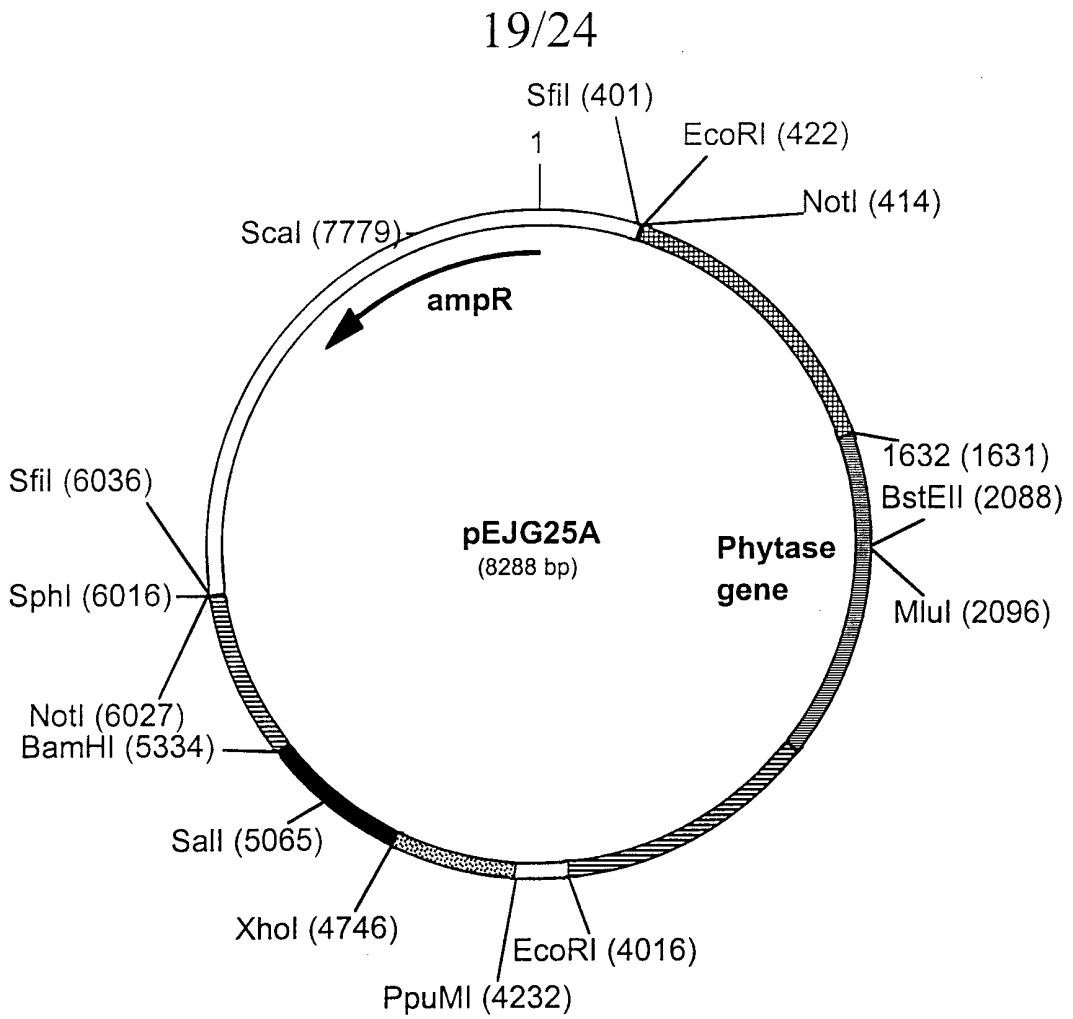 19/24
SfiI (401)
EcoRI (422)
1
NotI (414)
ScaI (7779)
ampR
1632 (1631)
SfiI (6036)
BstEII (2088)
pEJG25A
(8288 bp)
Phytase
gene
SphI (6016)
MluI (2096)
NotI (6027)
BamHI (5334)
SalI (5065)
XhoI (4746)
EcoRI (4016)
PpuMI (4232)